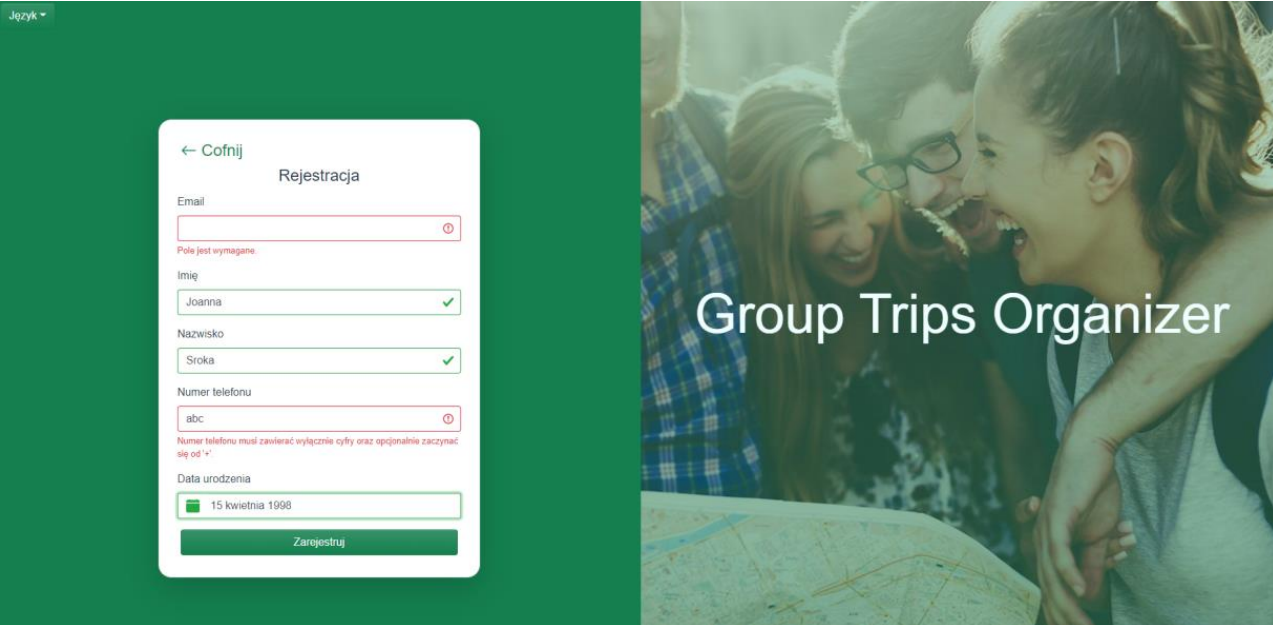 Język
← Cofnij
Rejestracja
Email
Pole jest wymagane.
Imię
Joanna
Nazwisko
Sroka
Numer telefonu
abc
Numer telefonu musi zawierać wyłącznie cyfry oraz opcjonalnie zaczynać
się od '+'
Data urodzenia
15 kwietnia 1998
Zarejestruj
Group Trips Organizer